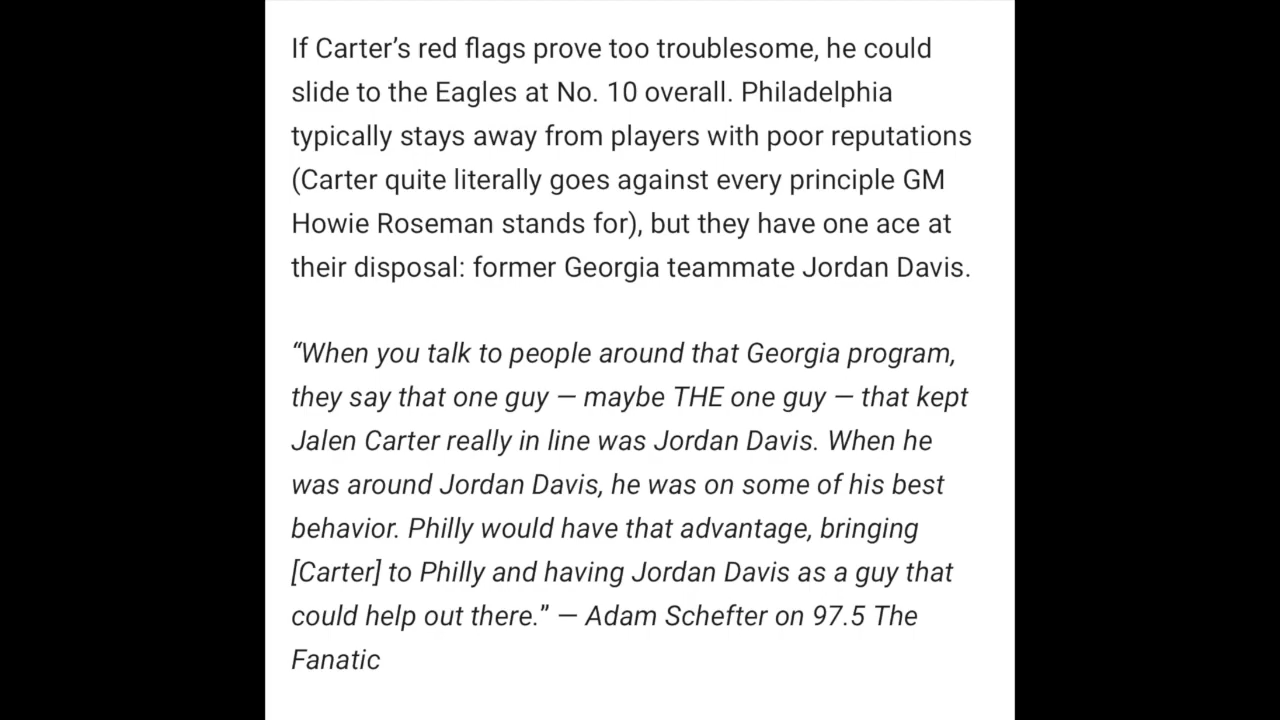 If Carter’s red flags prove too troublesome, he could
slide to the Eagles at No. 10 overall. Philadelphia
typically stays away from players with poor reputations
(Carter quite literally goes against every principle GM
Howie Roseman stands for), but they have one ace at
their disposal: former Georgia teammate Jordan Davis.
“When you talk to people around that Georgia program,
they say that one guy — maybe THE one guy — that kept
Jalen Carter really in line was Jordan Davis. When he
was around Jordan Davis, he was on some of his best
behavior. Philly would have that advantage, bringing
[Carter] to Philly and having Jordan Davis as a guy that
could help out there.” — Adam Schefter on 97.5 The
Fanatic